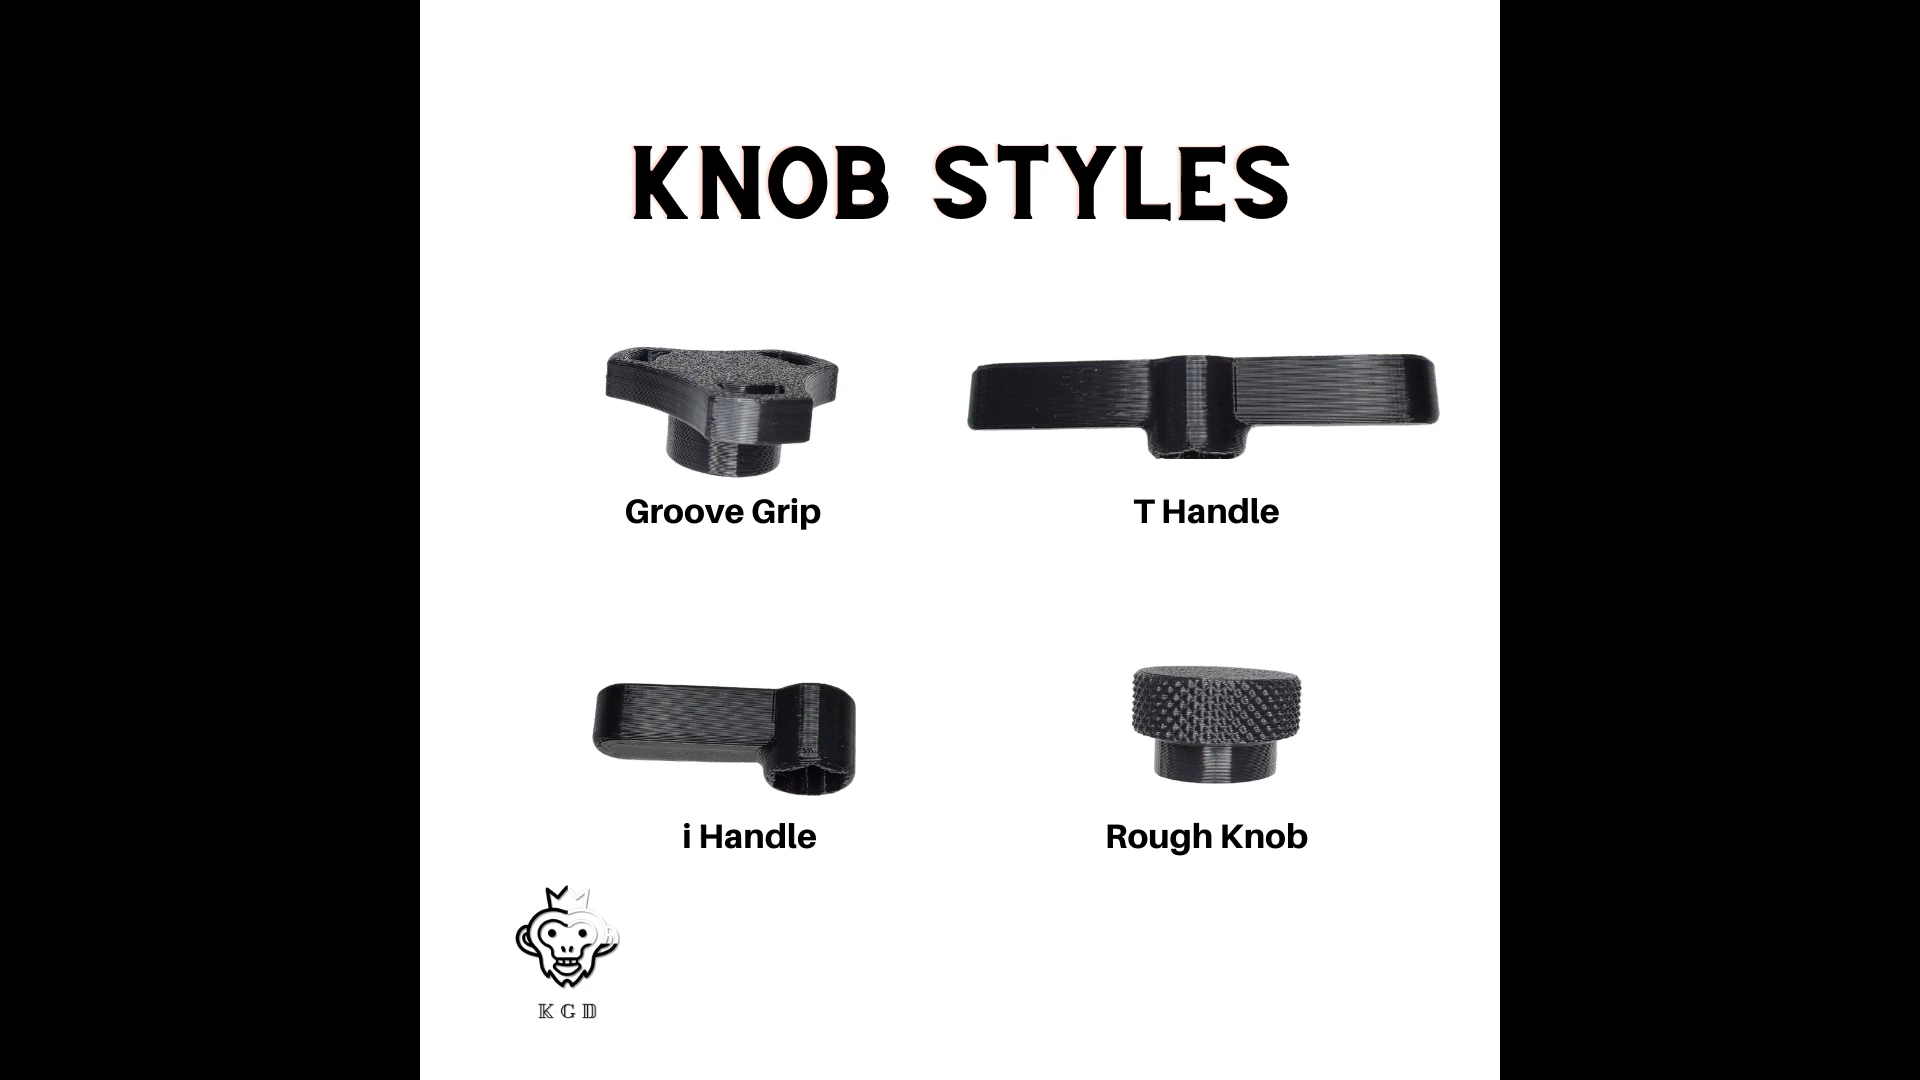 KNOB STYLES
Groove Grip
T Handle
i Handle
Rough Knob
KGD